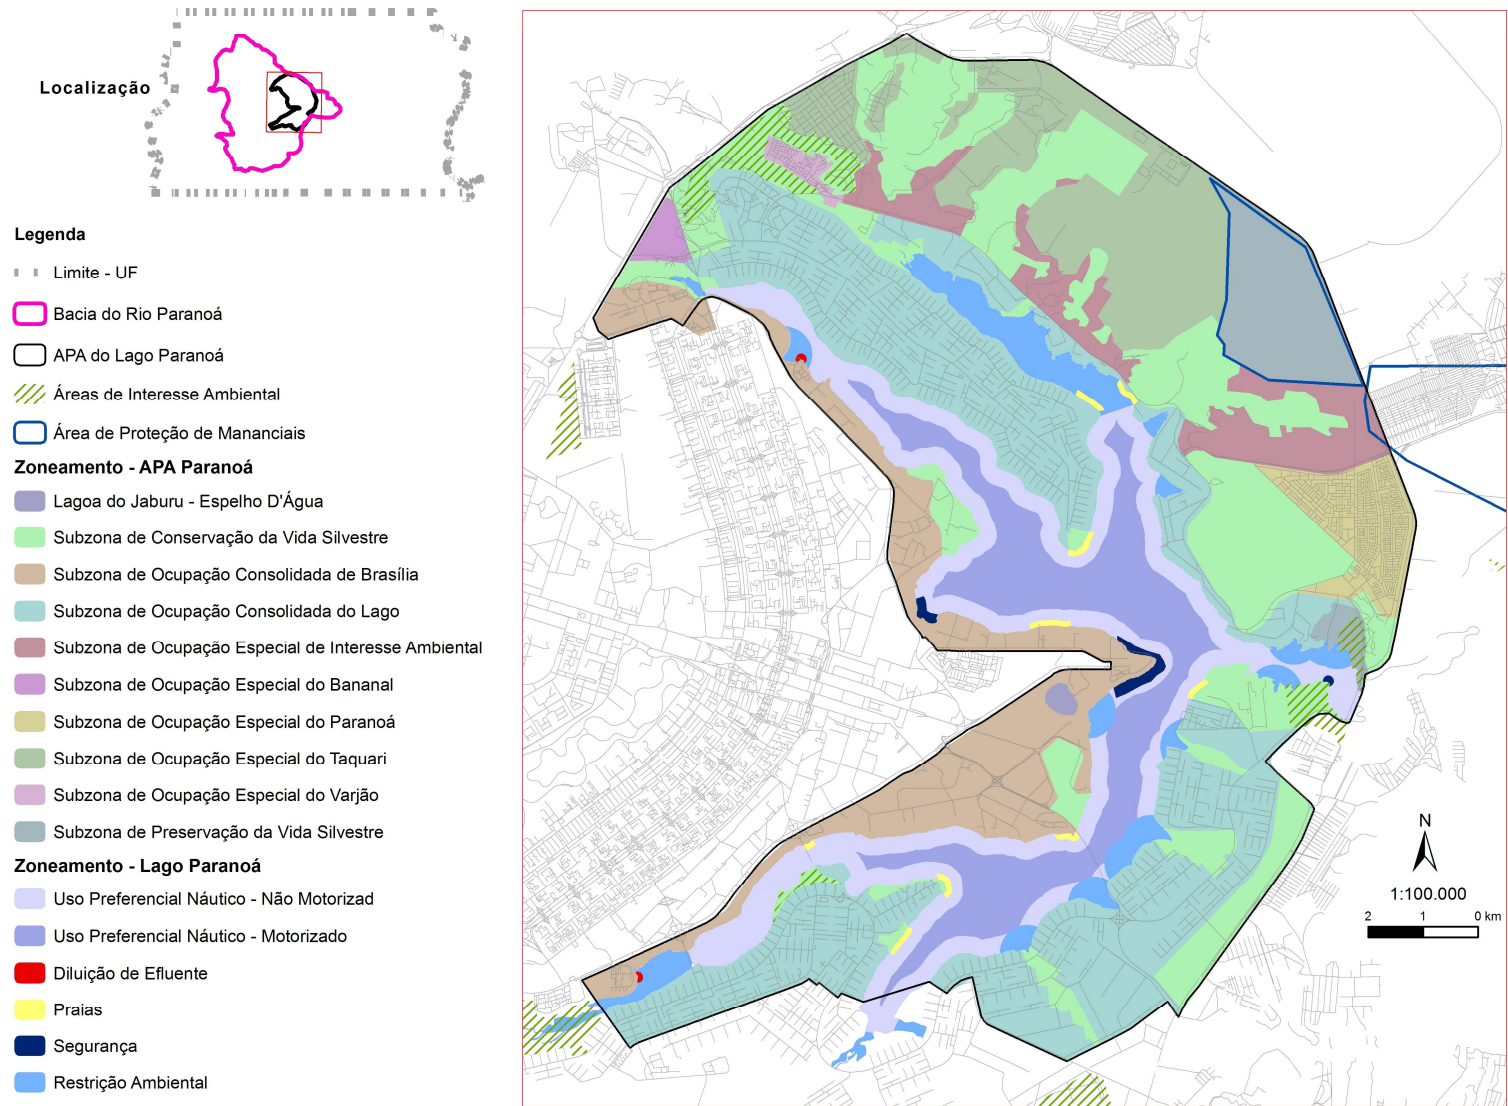 Localização
Legenda
Limite - UF
Bacia do Rio Paranoá
APA do Lago Paranoá
Áreas de Interesse Ambiental
Área de Proteção de Mananciais
Zoneamento - APA Paranoá
Lagoa do Jaburu - Espelho D'Água
Subzona de Conservação da Vida Silvestre
Subzona de Ocupação Consolidada de Brasília
Subzona de Ocupação Consolidada do Lago
Subzona de Ocupação Especial de Interesse Ambiental
Subzona de Ocupação Especial do Bananal
Subzona de Ocupação Especial do Paranoá
Subzona de Ocupação Especial do Taquari
Subzona de Ocupação Especial do Varjão
Subzona de Preservação da Vida Silvestre
Zoneamento - Lago Paranoá
Uso Preferencial Náutico - Não Motorizad
Uso Preferencial Náutico - Motorizado
Diluição de Efluente
Praias
Segurança
Restrição Ambiental
N
1:100.000
2 1 0 km